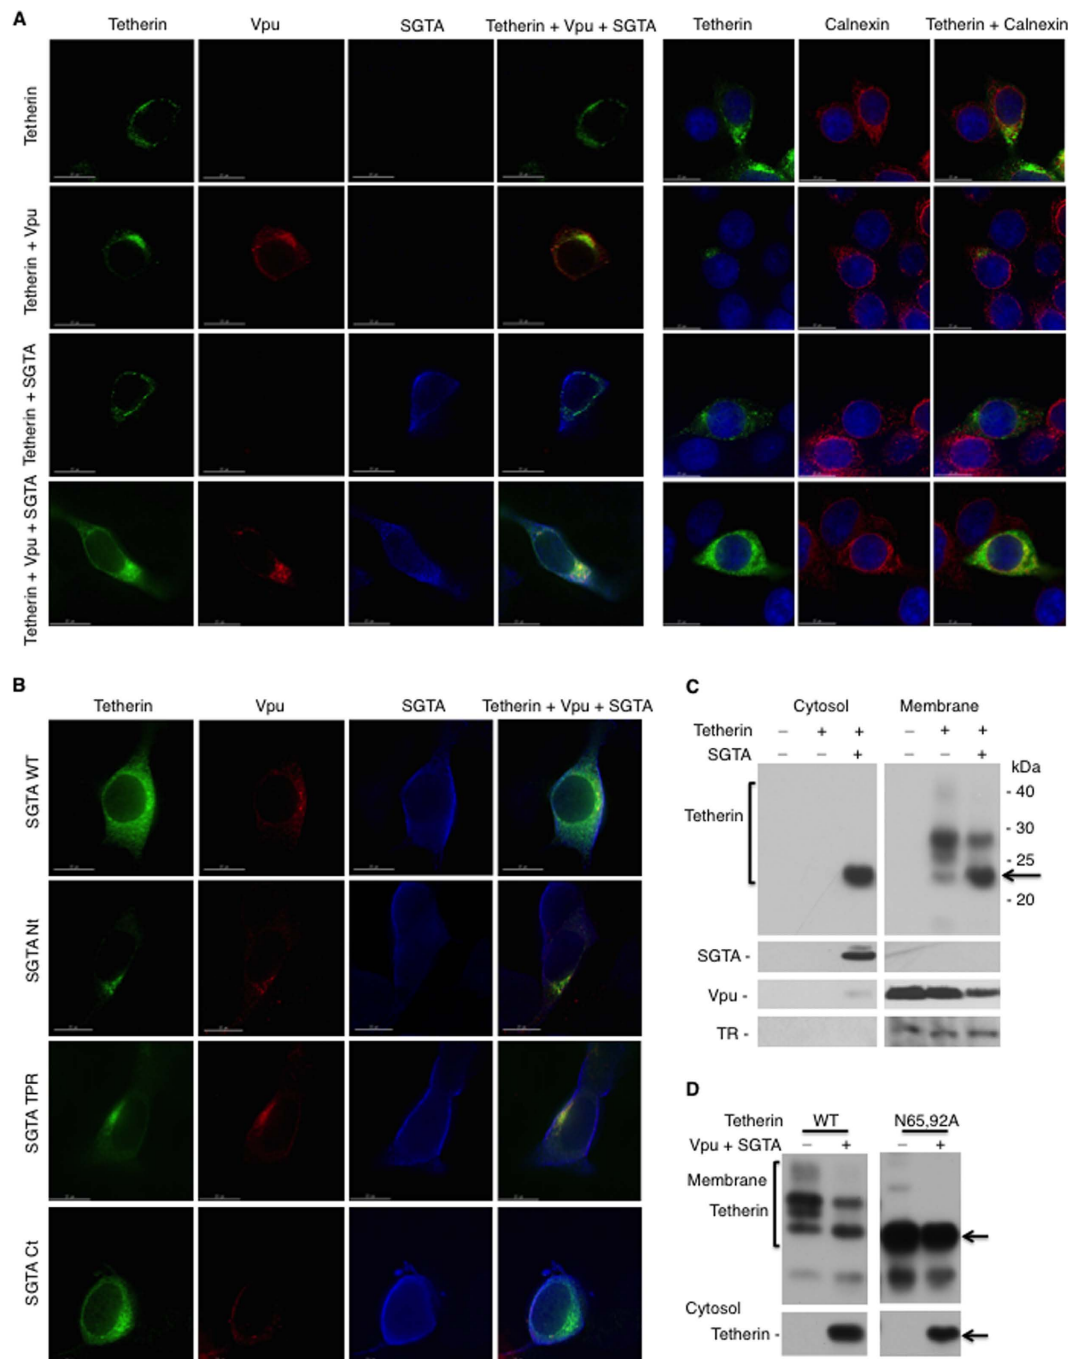 A
Tetherin Vpu SGTA Tetherin + Vpu + SGTA Tetherin Calnexin Tetherin + Calnexin
Tetherin
Tetherin + Vpu
Tetherin + SGTA
Tetherin + Vpu + SGTA
B
Tetherin Vpu SGTA Tetherin + Vpu + SGTA
SGTA WT
SGTA Nt
SGTA TPR
SGTA Ct
C
Cytosol Membrane
Tetherin – + + – + +
SGTA – – + – – +
kDa
Tetherin
- 40
- 30
- 25
- 20
SGTA -
Vpu -
TR -
D
Tetherin WT N65,92A
Vpu + SGTA – + – +
Membrane
Tetherin
Cytosol
Tetherin -